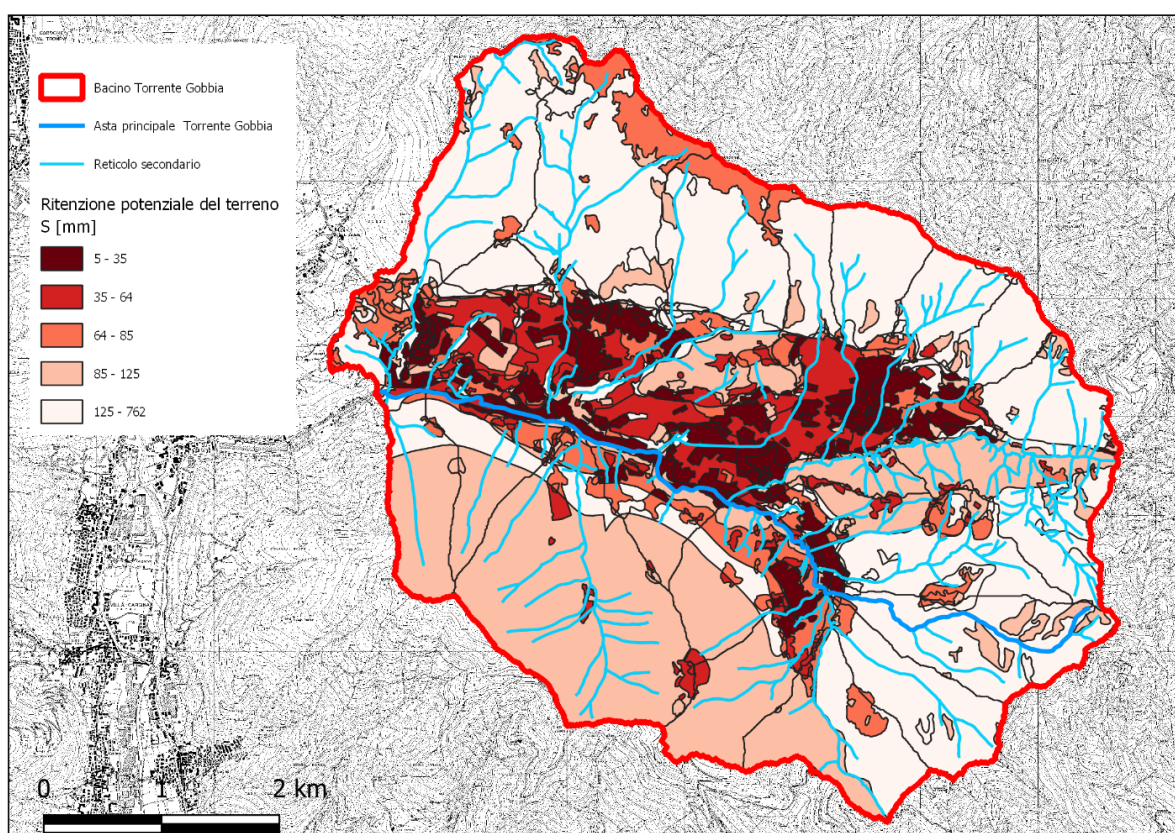 Bacino Torrente Gobbia
Asta principale Torrente Gobbia
Reticolo secondario
Ritenzione potenziale del terreno
S [mm]
5 - 35
35 - 64
64 - 85
85 - 125
125 - 762
0 1 2 km